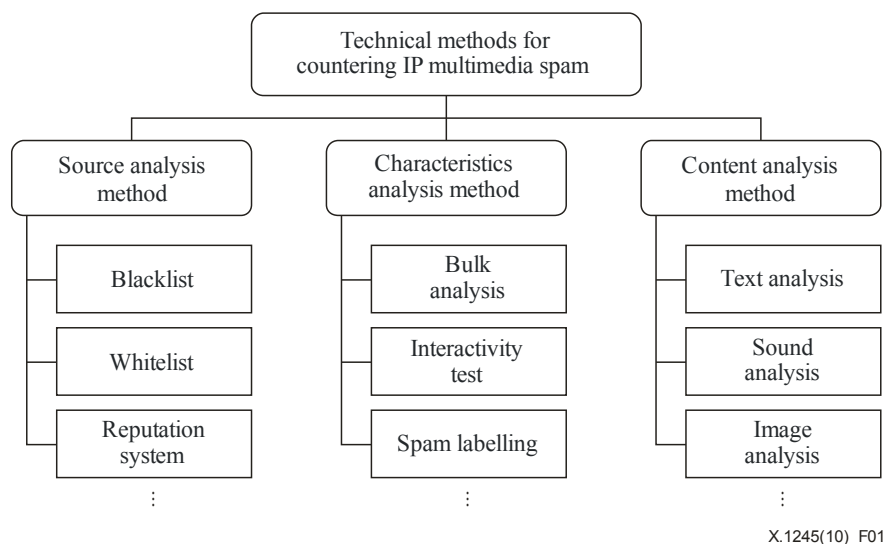 Technical methods for
countering IP multimedia spam
Source analysis
method
Blacklist
Whitelist
Reputation
system
⋮
Characteristics
analysis method
Bulk
analysis
Interactivity
test
Spam labelling
⋮
Content analysis
method
Text analysis
Sound
analysis
Image
analysis
⋮
X.1245(10)_F01